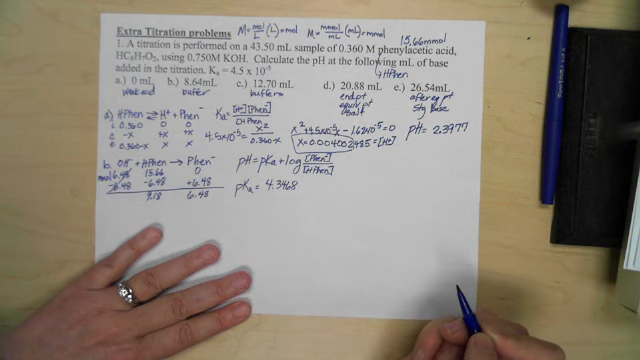 Extra Titration problems M = mol/L (L) = mol M = mmol/mL (mL) = mmol
15.66 mmol
1. A titration is performed on a 43.50 mL sample of 0.360 M phenylacetic acid,
HC₈H₇O₂, using 0.750M KOH. Calculate the pH at the following mL of base
added in the titration. Kₐ = 4.5 x 10⁻⁵ HPhen
a.) 0 mL b.) 8.64mL c.) 12.70 mL d.) 20.88 mL e.) 26.54mL
weak acid buffer buffer endpt after eq pt
equiv pt stg base
salt
a) HPhen ⇌ H⁺ + Phen⁻ Kₐ = [H⁺][Phen⁻]/[HPhen]
I 0.360 0 0
C -x +x +x
E 0.360-x x x
4.5x10⁻⁵ = x²/0.360-x
x² + 4.5x10⁻⁵x - 1.62x10⁻⁵ = 0
x = 0.004002485 = [H⁺]
pH = 2.3977
b. OH⁻ + HPhen → Phen⁻ pH = pKₐ + log [Phen⁻]/[HPhen]
mmol 6.48 15.66 0
-6.48 -6.48 +6.48 pKₐ = 4.3468
9.18 6.48